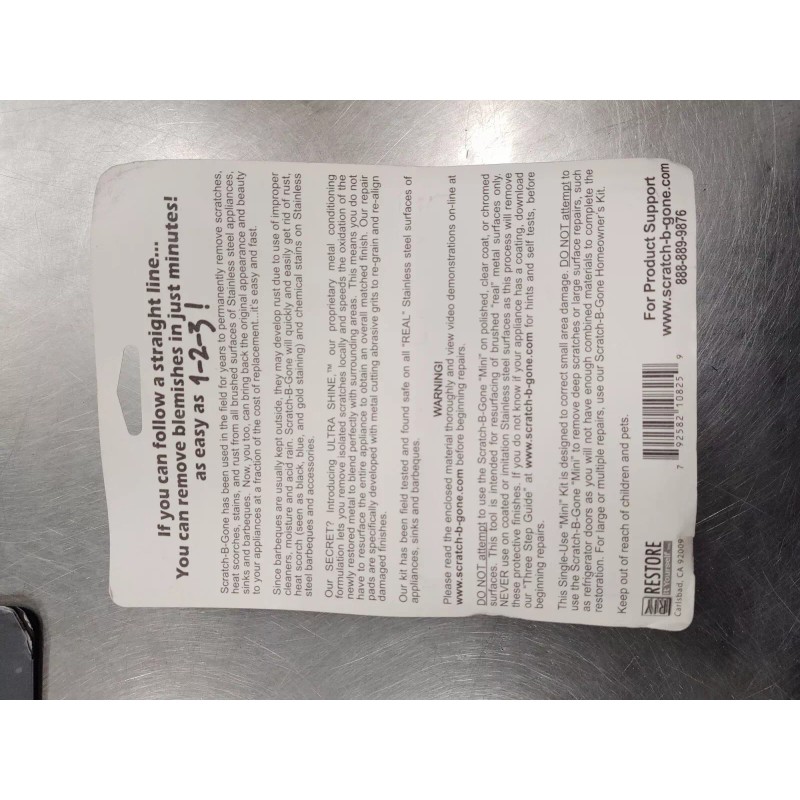 If you can follow a straight line...
You can remove blemishes in just minutes!
as easy as 1-2-3!
Scratch-B-Gone has been used in the field for years to permanently remove scratches,
heat scorches, stains, and rust from all brushed surfaces of Stainless steel appliances,
sinks and barbeques. Now, you too, can bring back the original appearance and beauty
to your appliances at a fraction of the cost of replacement...it's easy and fast.
Since barbeques are usually kept outside, they may develop rust due to use of improper
cleaners, moisture and acid rain. Scratch-B-Gone will quickly and easily get rid of rust,
heat scorch (seen as black, blue, and gold staining) and chemical stains on Stainless
steel barbeques and accessories.
Our SECRET? Introducing ULTRA SHINE,™ our proprietary metal conditioning
formulation lets you remove isolated scratches locally and speeds the oxidation of the
newly restored metal to blend perfectly with surrounding areas. This means you do not
have to resurface the entire appliance to obtain an overall matched finish. Our repair
pads are specifically developed with metal cutting abrasive grits to re-grain and re-align
damaged finishes.
Our kit has been field tested and found safe on all "REAL" Stainless steel surfaces of
appliances, sinks and barbeques.
WARNING!
Please read the enclosed material thoroughly and view video demonstrations on-line at
www.scratch-b-gone.com before beginning repairs.
DO NOT attempt to use the Scratch-B-Gone "Mini" on polished, clear coat, or chromed
surfaces. This tool is intended for resurfacing of brushed "real" metal surfaces only.
NEVER use on coated or imitation Stainless steel surfaces as this process will remove
these protective finishes. If you do not know if your appliance has a coating, download
our "Three Step Guide" at www.scratch-b-gone.com for hints and self tests, before
beginning repairs.
This Single-Use "Mini" Kit is designed to correct small area damage. DO NOT attempt to
use the Scratch-B-Gone "Mini" to remove deep scratches or large surface repairs, such
as refrigerator doors as you will not have enough combined materials to complete the
restoration. For large or multiple repairs, use our Scratch-B-Gone Homeowner's Kit.
Keep out of reach of children and pets.
RESTORE
It Yourself
Carlsbad, CA 92009
7 92582 10825 9
For Product Support
www.scratch-b-gone.com
888-889-9876